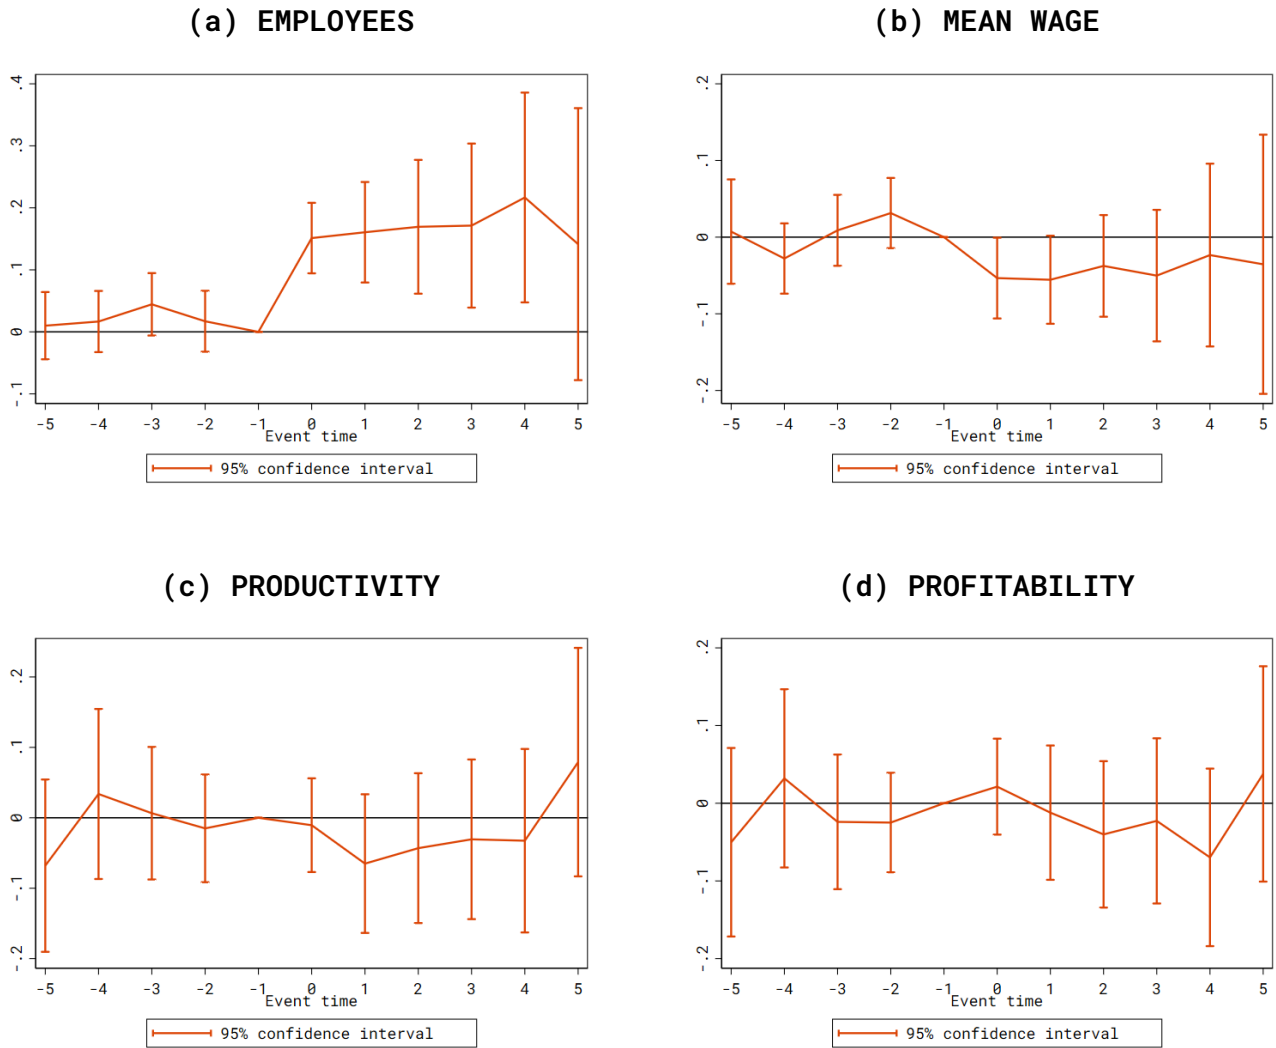 (a) EMPLOYEES
.4
.3
.2
.1
0
-.1
-5 -4 -3 -2 -1 0 1 2 3 4 5
Event time
95% confidence interval
(b) MEAN WAGE
.2
.1
0
-.1
-.2
-5 -4 -3 -2 -1 0 1 2 3 4 5
Event time
95% confidence interval
(c) PRODUCTIVITY
.2
.1
0
-.1
-.2
-5 -4 -3 -2 -1 0 1 2 3 4 5
Event time
95% confidence interval
(d) PROFITABILITY
.2
.1
0
-.1
-.2
-5 -4 -3 -2 -1 0 1 2 3 4 5
Event time
95% confidence interval